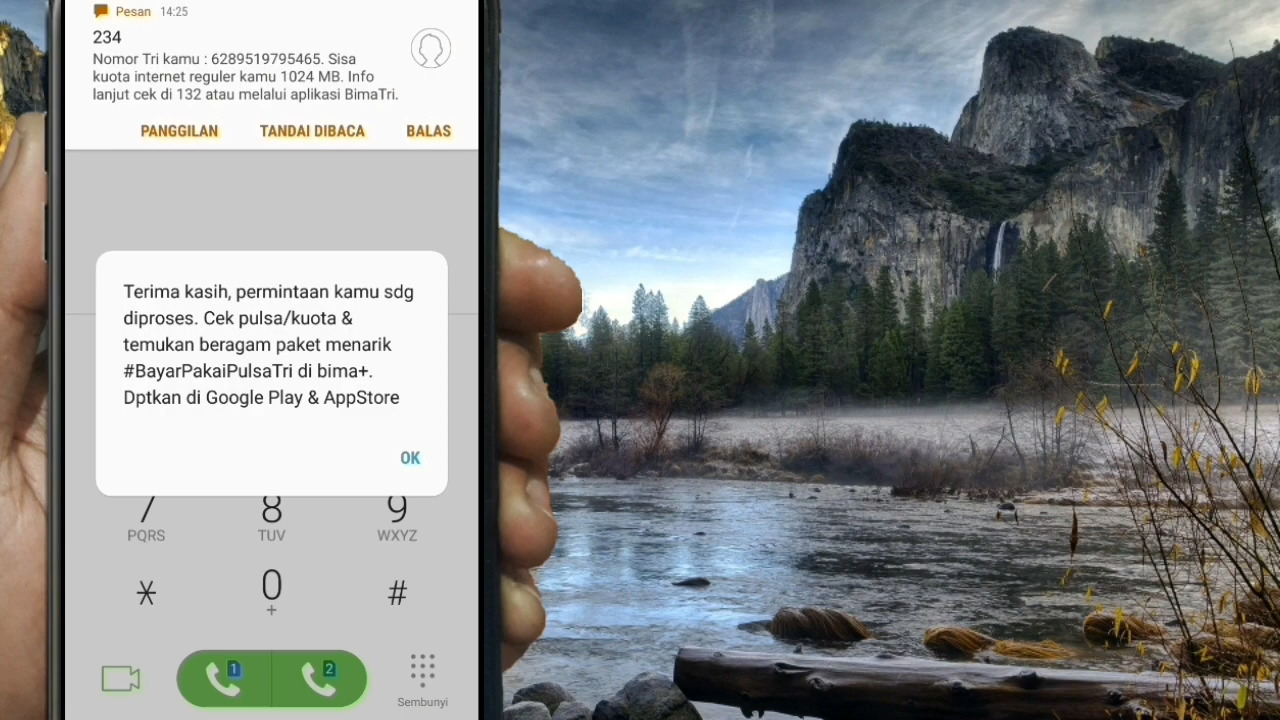 Pesan 14:25
234
Nomor Tri kamu : 6289519795465. Sisa
kuota internet reguler kamu 1024 MB. Info
lanjut cek di 132 atau melalui aplikasi BimaTri.
PANGGILAN TANDAI DIBACA BALAS
Terima kasih, permintaan kamu sdg
diproses. Cek pulsa/kuota &
temukan beragam paket menarik
#BayarPakaiPulsaTri di bima+.
Dptkan di Google Play & AppStore
OK
7 8 9
PQRS TUV WXYZ
* 0 #
+
1 2
Sembunyi